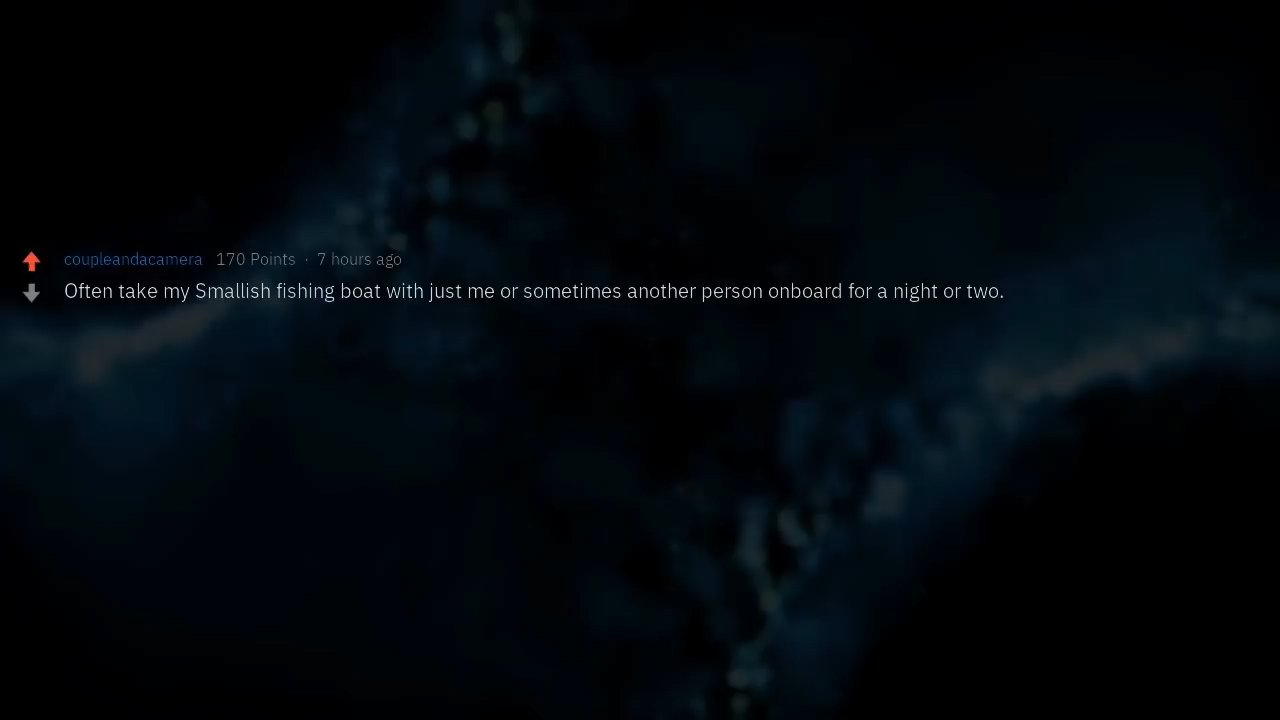 coupleandacamera 170 Points · 7 hours ago
Often take my Smallish fishing boat with just me or sometimes another person onboard for a night or two.